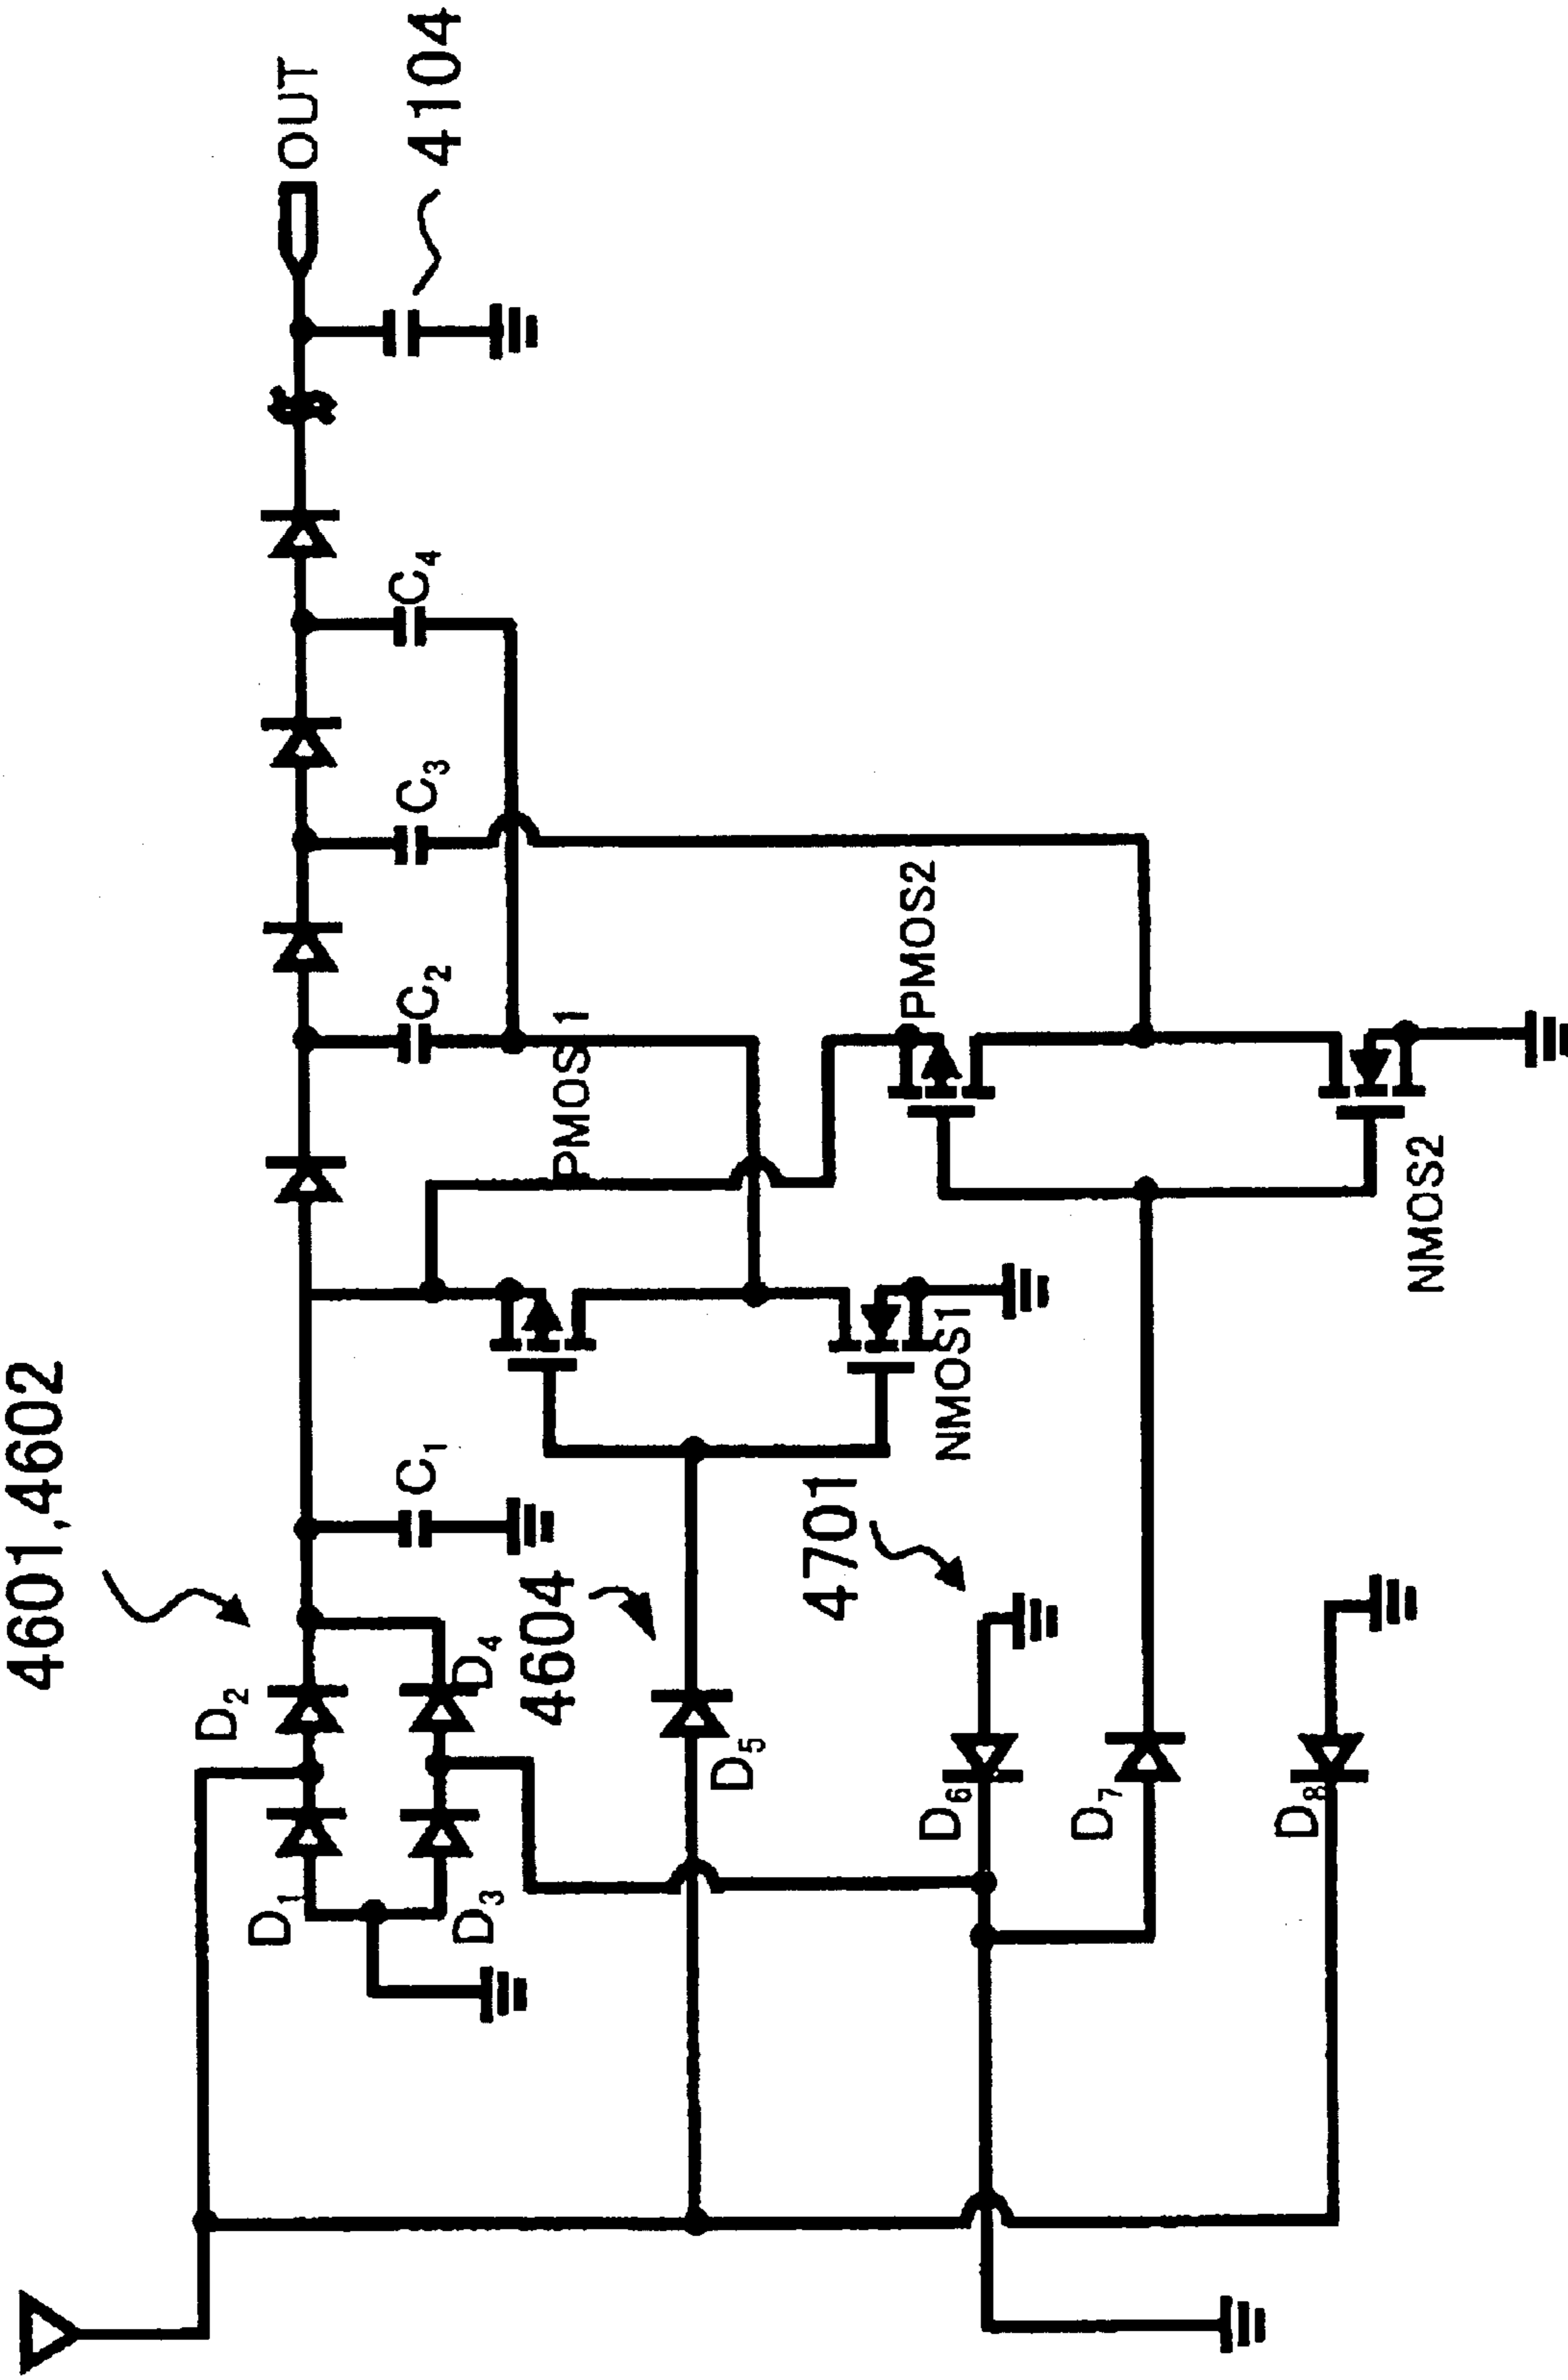 4601,4602
D₂
D₁
D₄
D₃
C₁
C₂
C₃
C₄
OUT
4104
4604
D₅
PMOS1
NMOS1
4701
D₆
D₇
D₈
PMOS2
NMOS2